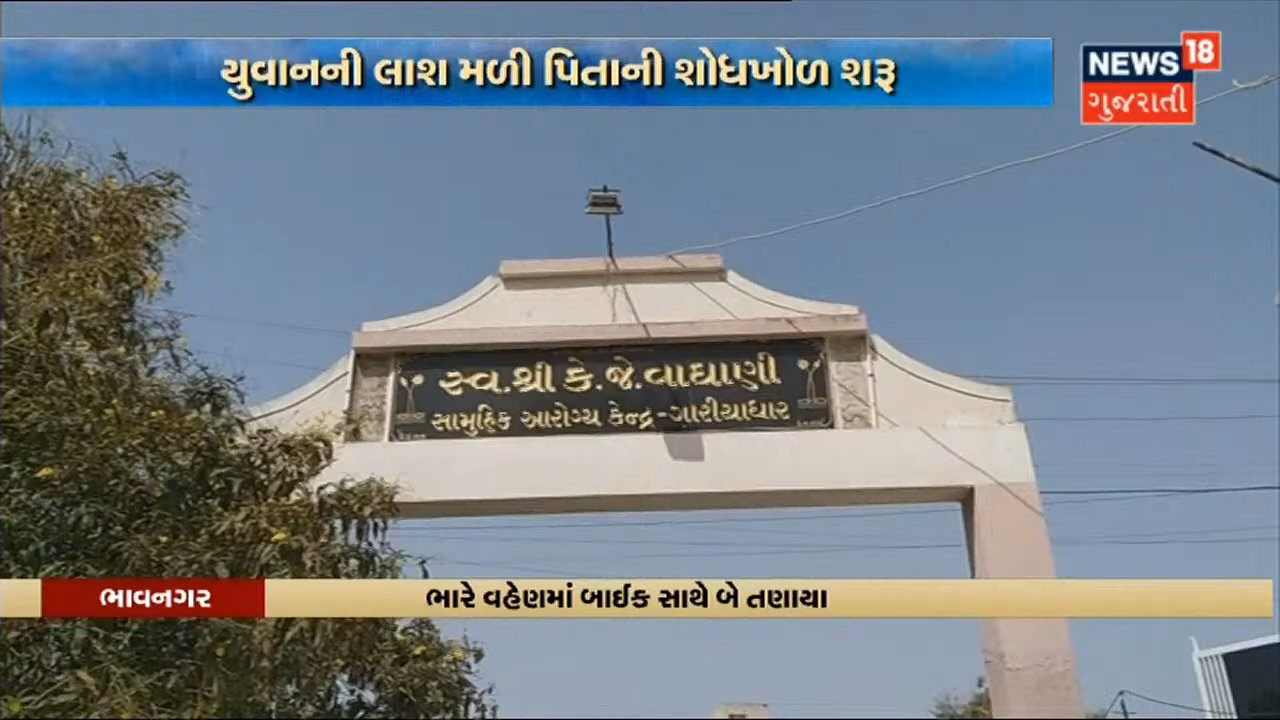 યુવાનની લાશ મળી પિતાની શોધખોળ શરૂ
NEWS 18
ગુજરાતી
સ્વ.શ્રી કે.જે.વાઘાણી
સામુહિક આરોગ્ય કેન્દ્ર-ગારીયાધાર
ભાવનગર
ભારે વહેણમાં બાઈક સાથે બે તણાયા